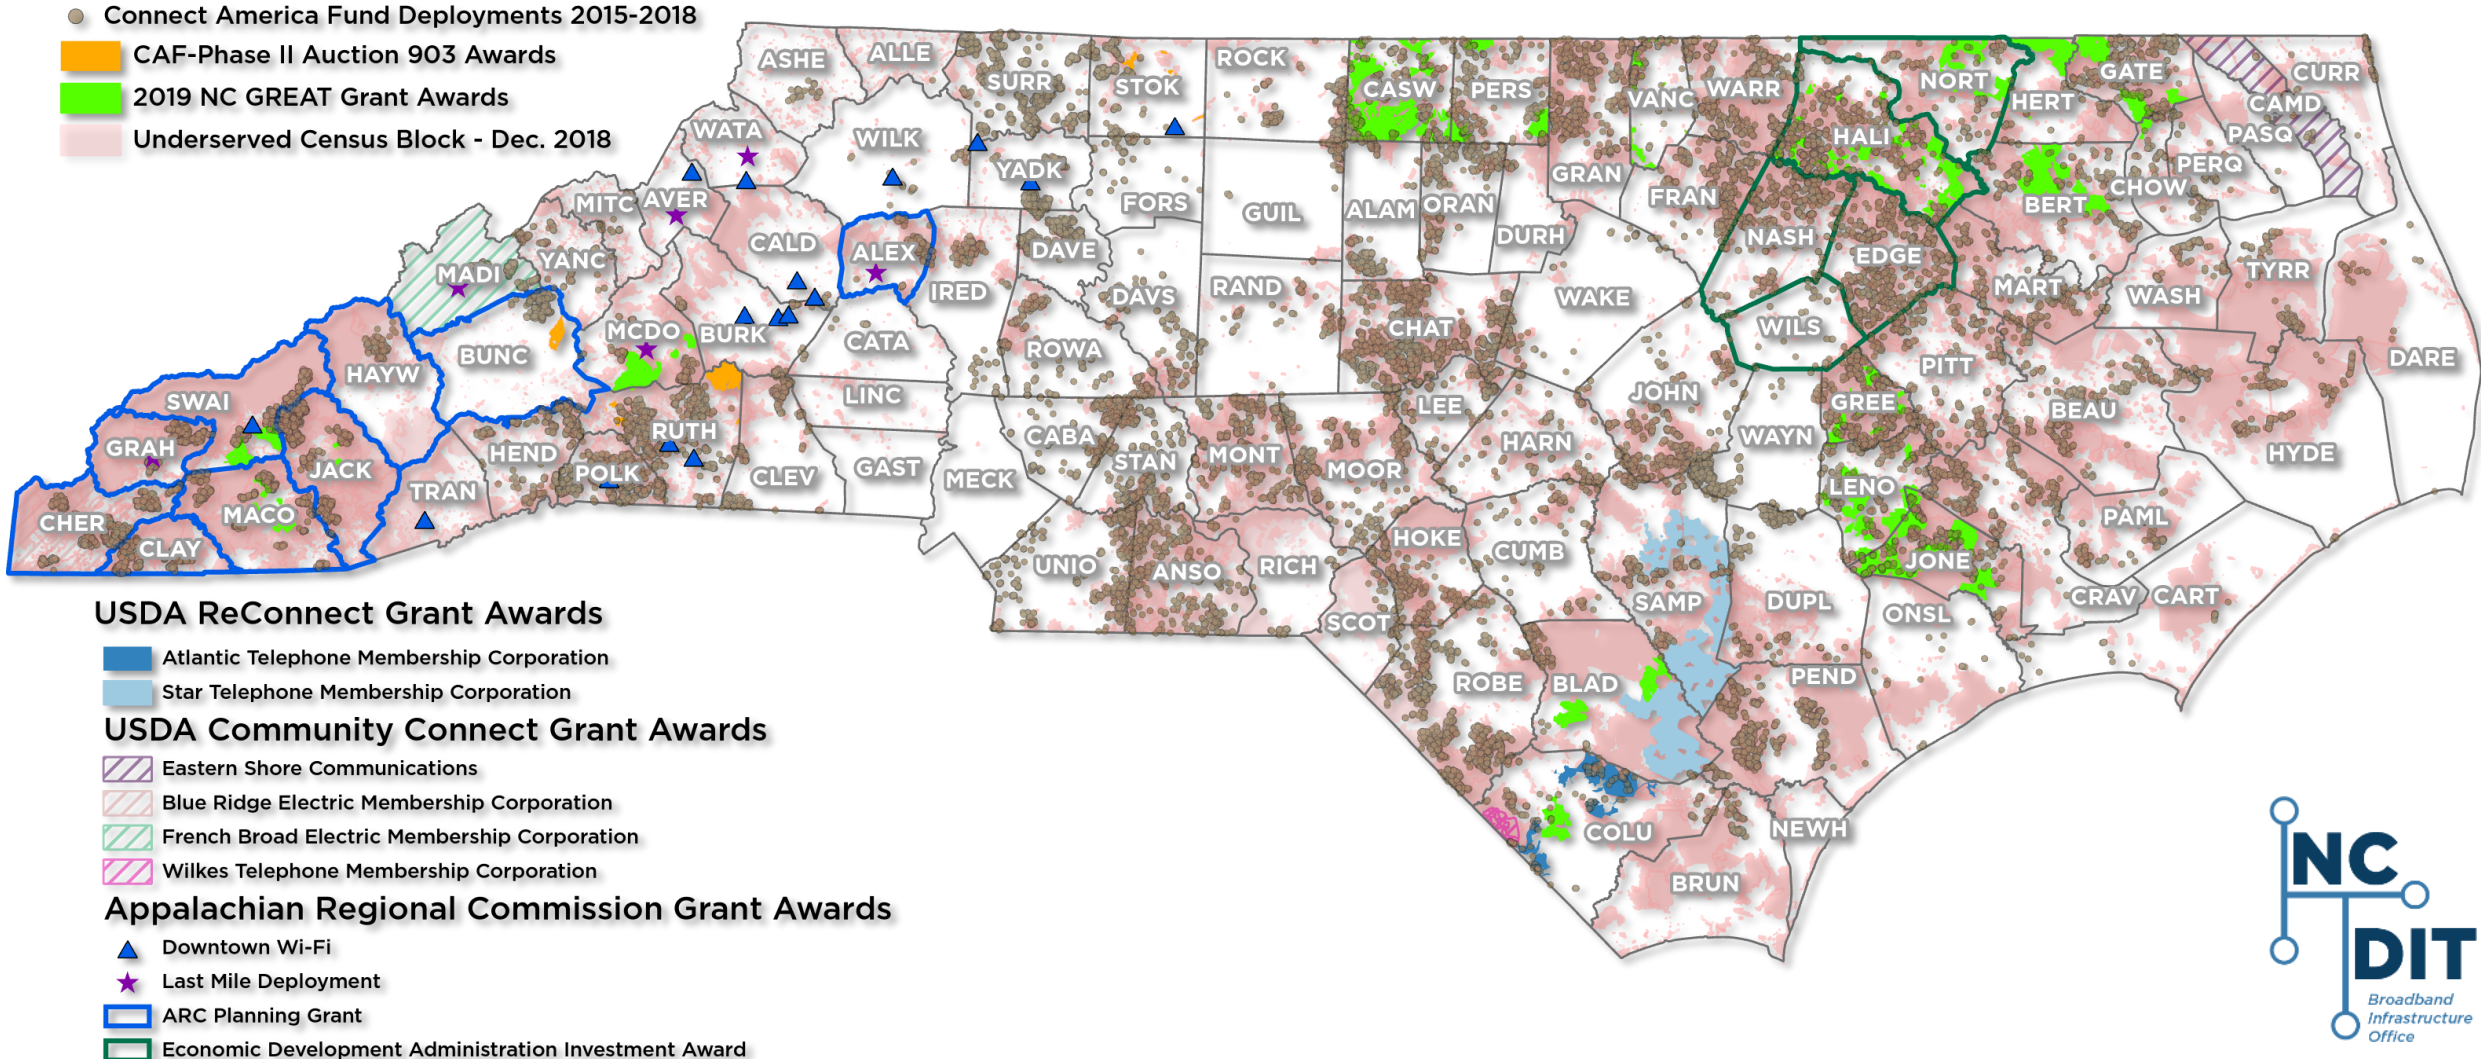 Connect America Fund Deployments 2015-2018
CAF-Phase II Auction 903 Awards
2019 NC GREAT Grant Awards
Underserved Census Block - Dec. 2018
ASHE
ALLE
SURR
STOK
ROCK
CASW
PERS
VANC
WARR
NORT
HERT
GATE
CURR
CAMD
PASQ
PERQ
CHOW
WATA
WILK
YADK
FORS
GUIL
ALAM
ORAN
DURH
GRAN
FRAN
HALI
BERT
MITC
AVER
CALD
ALEX
IRED
DAVE
DAVS
RAND
CHAT
WAKE
NASH
EDGE
MART
WASH
TYRR
DARE
MADI
YANC
MCDO
BURK
CATA
ROWA
WILS
PITT
BEAU
HYDE
BUNC
HAYW
SWAI
GRAH
JACK
CHER
CLAY
MACO
TRAN
HEND
POLK
RUTH
CLEV
LINC
GAST
MECK
CABA
STAN
MONT
MOOR
LEE
HARN
JOHN
WAYN
GREE
LENO
JONE
PAML
CRAV
CART
UNIO
ANSO
RICH
SCOT
HOKE
CUMB
SAMP
DUPL
ONSL
ROBE
BLAD
PEND
COLU
NEWH
BRUN
USDA ReConnect Grant Awards
Atlantic Telephone Membership Corporation
Star Telephone Membership Corporation
USDA Community Connect Grant Awards
Eastern Shore Communications
Blue Ridge Electric Membership Corporation
French Broad Electric Membership Corporation
Wilkes Telephone Membership Corporation
Appalachian Regional Commission Grant Awards
Downtown Wi-Fi
Last Mile Deployment
ARC Planning Grant
Economic Development Administration Investment Award
NC
DIT
Broadband
Infrastructure
Office